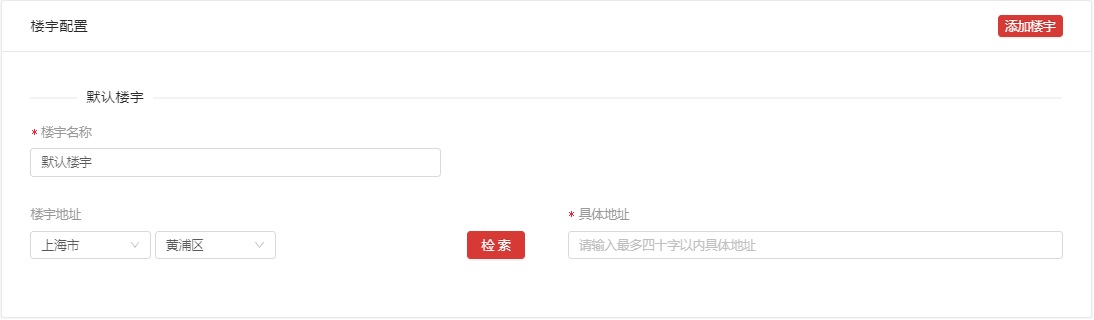 楼宇配置 添加楼宇
默认楼宇
* 楼宇名称
默认楼宇
楼宇地址 * 具体地址
上海市 黄浦区 检索 请输入最多四十字以内具体地址